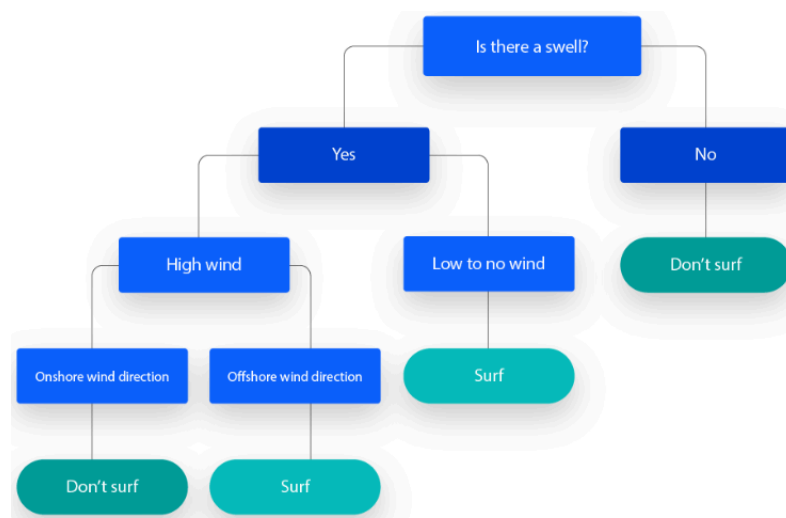 Is there a swell?
Yes
No
High wind
Low to no wind
Don't surf
Onshore wind direction
Offshore wind direction
Surf
Don't surf
Surf